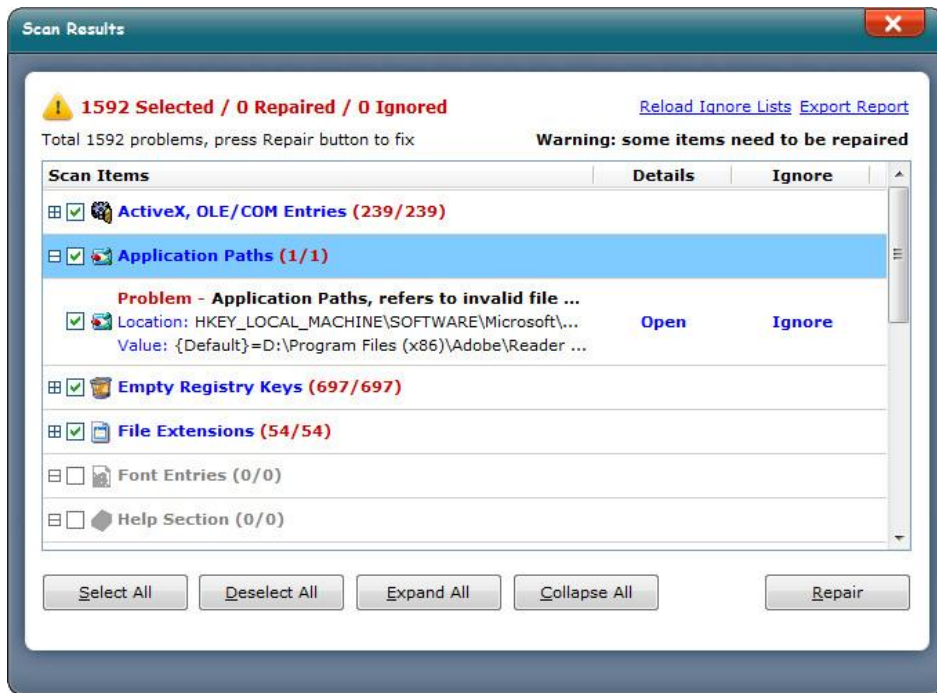 Scan Results
1592 Selected / 0 Repaired / 0 Ignored
Reload Ignore Lists Export Report
Total 1592 problems, press Repair button to fix
Warning: some items need to be repaired
Scan Items Details Ignore
ActiveX, OLE/COM Entries (239/239)
Application Paths (1/1)
Problem - Application Paths, refers to invalid file ...
Location: HKEY_LOCAL_MACHINE\SOFTWARE\Microsoft\...
Open Ignore
Value: {Default}=D:\Program Files (x86)\Adobe\Reader ...
Empty Registry Keys (697/697)
File Extensions (54/54)
Font Entries (0/0)
Help Section (0/0)
Select All Deselect All Expand All Collapse All Repair